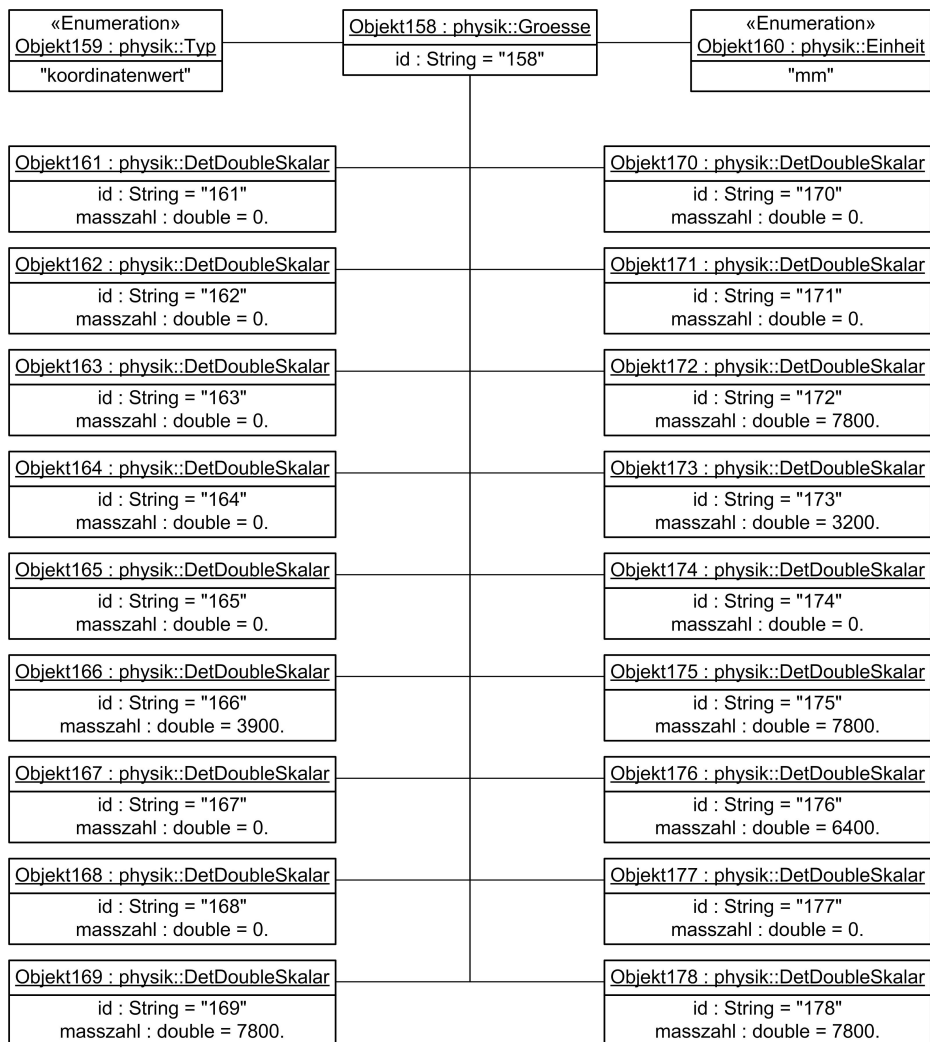 «Enumeration»
Objekt159 : physik::Typ
"koordinatenwert"
Objekt158 : physik::Groesse
id : String = "158"
«Enumeration»
Objekt160 : physik::Einheit
"mm"
Objekt161 : physik::DetDoubleSkalar
id : String = "161"
masszahl : double = 0.
Objekt170 : physik::DetDoubleSkalar
id : String = "170"
masszahl : double = 0.
Objekt162 : physik::DetDoubleSkalar
id : String = "162"
masszahl : double = 0.
Objekt171 : physik::DetDoubleSkalar
id : String = "171"
masszahl : double = 0.
Objekt163 : physik::DetDoubleSkalar
id : String = "163"
masszahl : double = 0.
Objekt172 : physik::DetDoubleSkalar
id : String = "172"
masszahl : double = 7800.
Objekt164 : physik::DetDoubleSkalar
id : String = "164"
masszahl : double = 0.
Objekt173 : physik::DetDoubleSkalar
id : String = "173"
masszahl : double = 3200.
Objekt165 : physik::DetDoubleSkalar
id : String = "165"
masszahl : double = 0.
Objekt174 : physik::DetDoubleSkalar
id : String = "174"
masszahl : double = 0.
Objekt166 : physik::DetDoubleSkalar
id : String = "166"
masszahl : double = 3900.
Objekt175 : physik::DetDoubleSkalar
id : String = "175"
masszahl : double = 7800.
Objekt167 : physik::DetDoubleSkalar
id : String = "167"
masszahl : double = 0.
Objekt176 : physik::DetDoubleSkalar
id : String = "176"
masszahl : double = 6400.
Objekt168 : physik::DetDoubleSkalar
id : String = "168"
masszahl : double = 0.
Objekt177 : physik::DetDoubleSkalar
id : String = "177"
masszahl : double = 0.
Objekt169 : physik::DetDoubleSkalar
id : String = "169"
masszahl : double = 7800.
Objekt178 : physik::DetDoubleSkalar
id : String = "178"
masszahl : double = 7800.